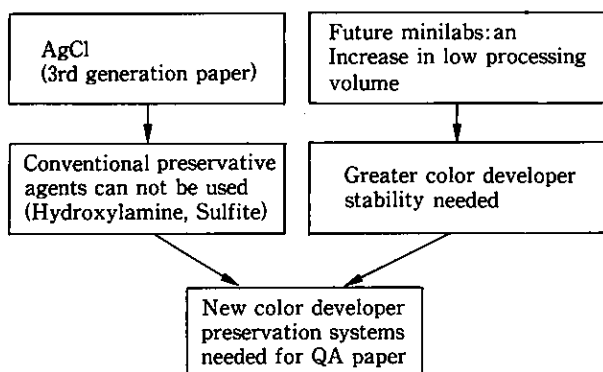 AgCl
(3rd generation paper)
Future minilabs: an
Increase in low processing
volume
Conventional preservative
agents can not be used
(Hydroxylamine, Sulfite)
Greater color developer
stability needed
New color developer
preservation systems
needed for QA paper